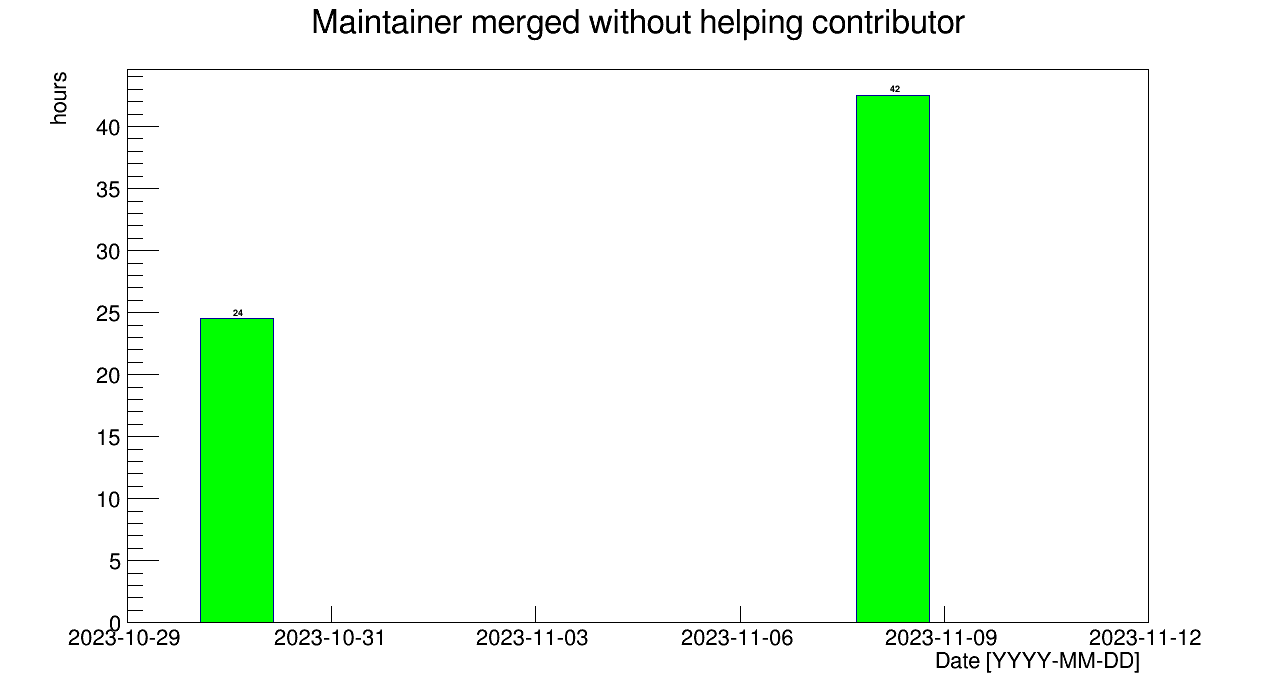 Maintainer merged without helping contributor
hours
40
35
30
25
20
15
10
5
0
24
42
2023-10-29 2023-10-31 2023-11-03 2023-11-06 2023-11-09 2023-11-12
Date [YYYY-MM-DD]